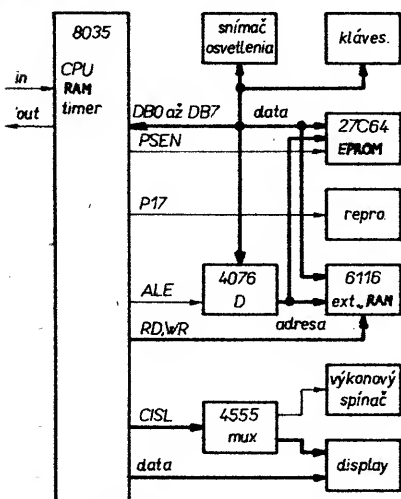 8035
CPU
RAM
timer
in
out
snímač
osvetlenia
kláves.
DB0 až DB7
data
PSEN
27C64
EPROM
P17
repro.
ALE
4076
D
adresa
6116
ext. RAM
RD,WR
výkonový
spínač
CISL
4555
mux
data
display